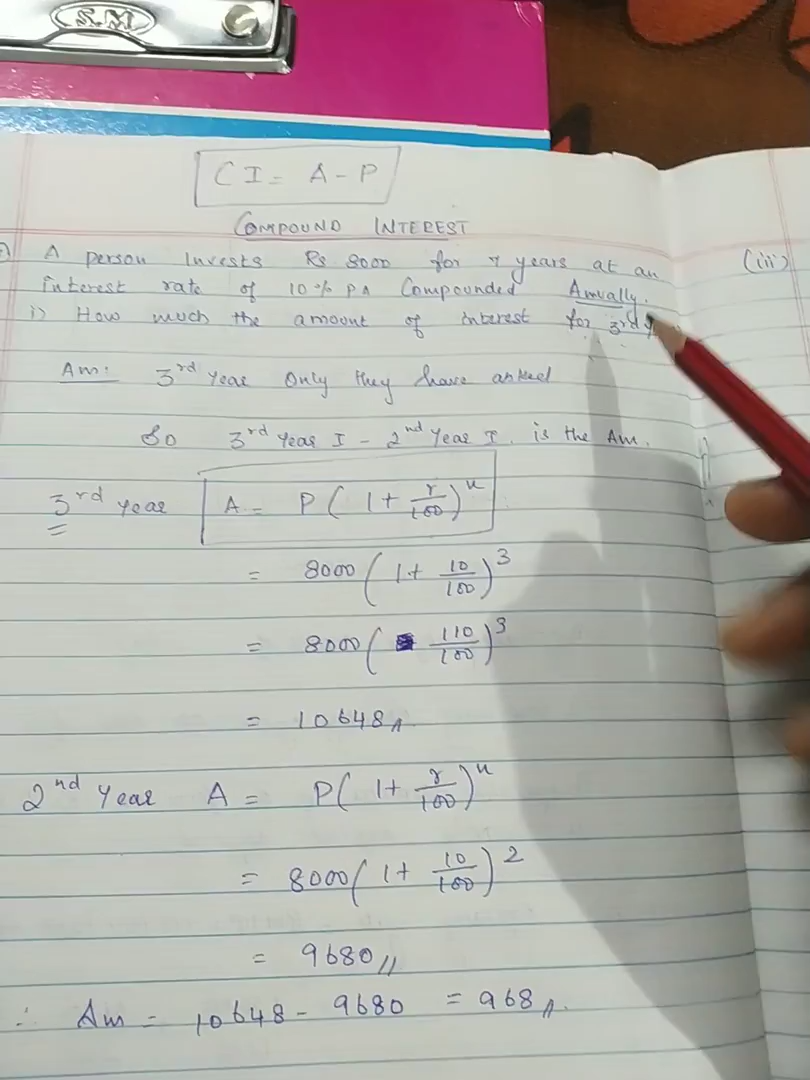 S.M
CI = A - P
COMPOUND INTEREST
A person Invests Rs 8000 for 7 years at an
interest rate of 10% PA Compounded Annually.
i) How much the amount of interest for 3rd
(iii)
Ans: 3rd Year Only they have asked
So 3rd Year I - 2nd Year I. is the Ans.
3rd Year A = P(1 + r/100)^n
= 8000(1 + 10/100)^3
= 8000(110/100)^3
= 10648//
2nd Year A = P(1 + r/100)^n
= 8000(1 + 10/100)^2
= 9680//
∴ Ans = 10648 - 9680 = 968//.